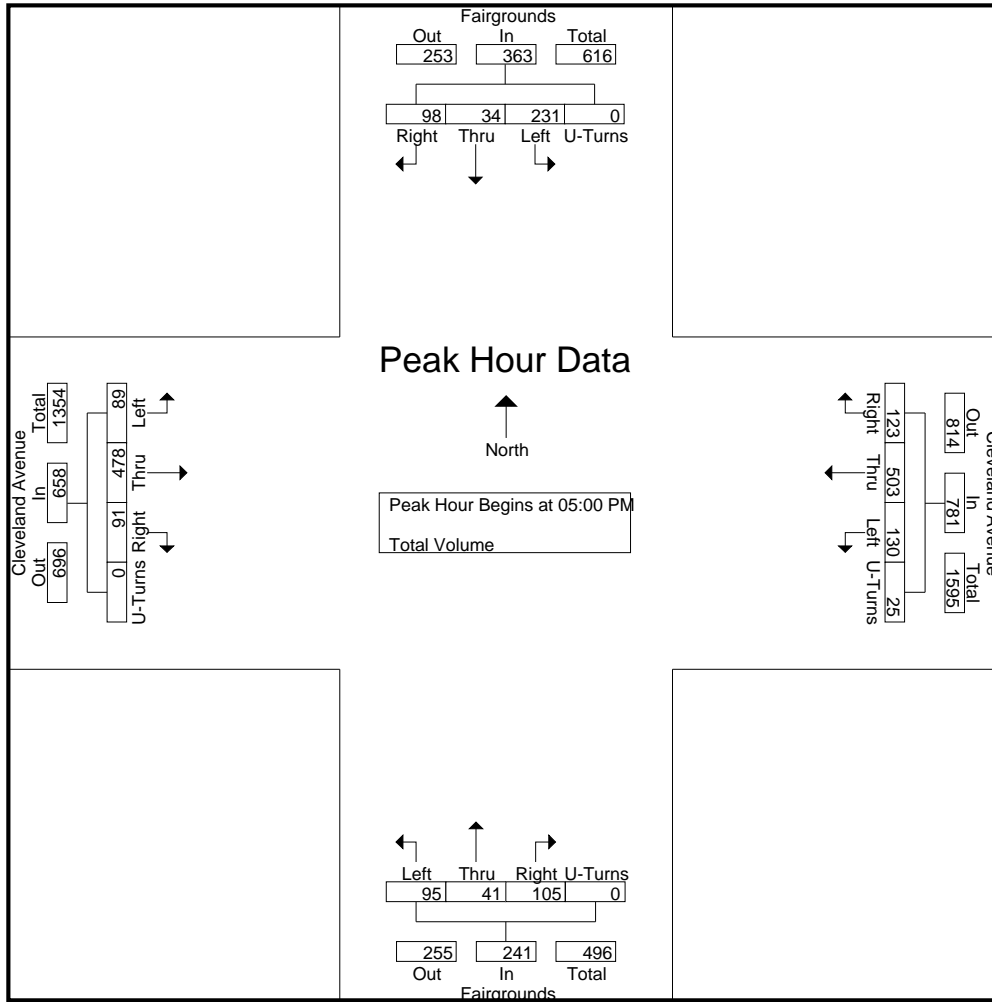 Fairgrounds
Out In Total
253 363 616
98 34 231 0
Right Thru Left U-Turns
Peak Hour Data
North
Peak Hour Begins at 05:00 PM
Total Volume
Cleveland Avenue
Total In Out
1354 658 696
89 478 91 0
Left Thru Right U-Turns
Cleveland Avenue
Out In Total
814 781 1595
123 503 130 25
Right Thru Left U-Turns
Left Thru Right U-Turns
95 41 105 0
255 241 496
Out In Total
Fairgrounds